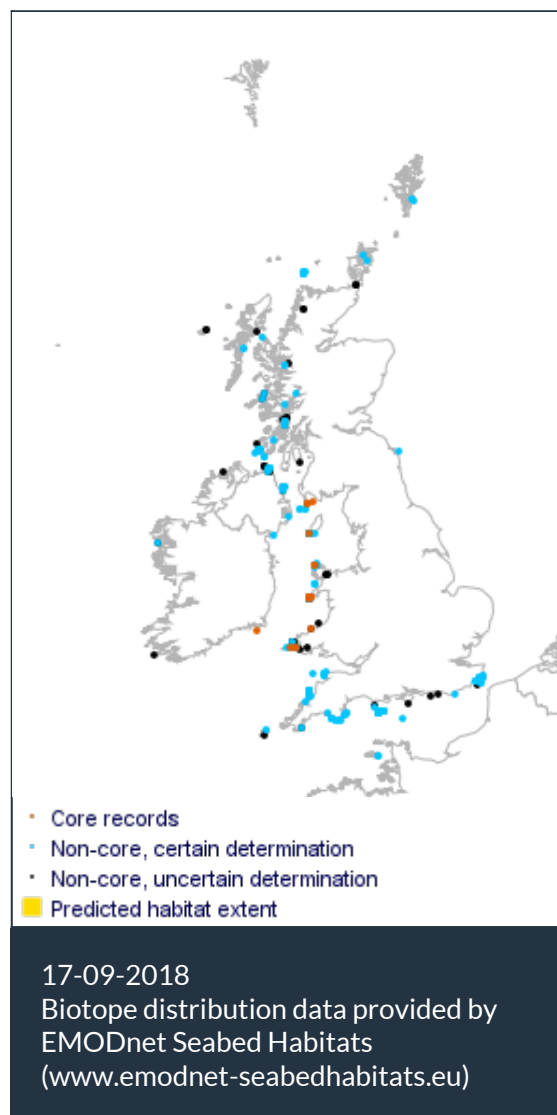 Core records
Non-core, certain determination
Non-core, uncertain determination
Predicted habitat extent
17-09-2018
Biotope distribution data provided by
EMODnet Seabed Habitats
(www.emodnet-seabedhabitats.eu)